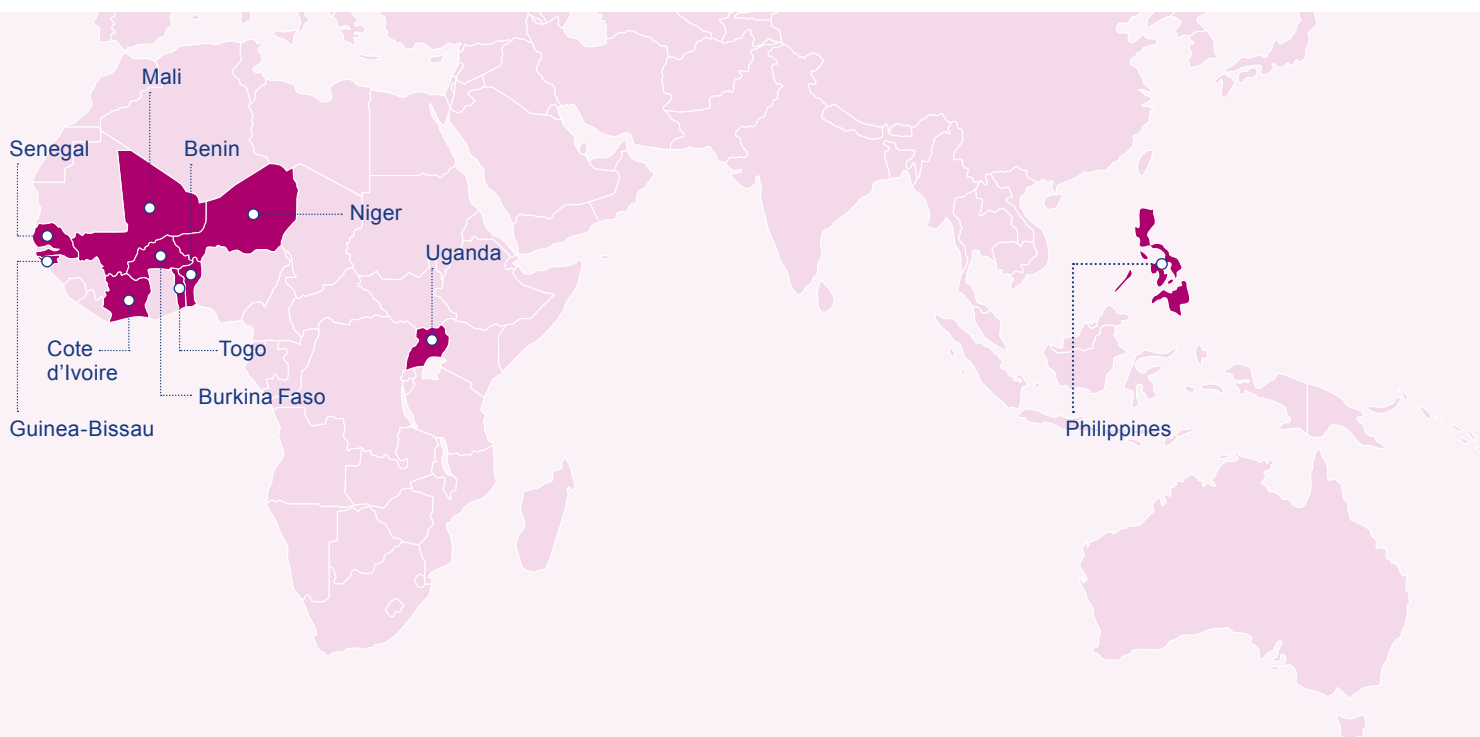 Mali
Senegal
Benin
Niger
Uganda
Cote
d'Ivoire
Togo
Burkina Faso
Guinea-Bissau
Philippines